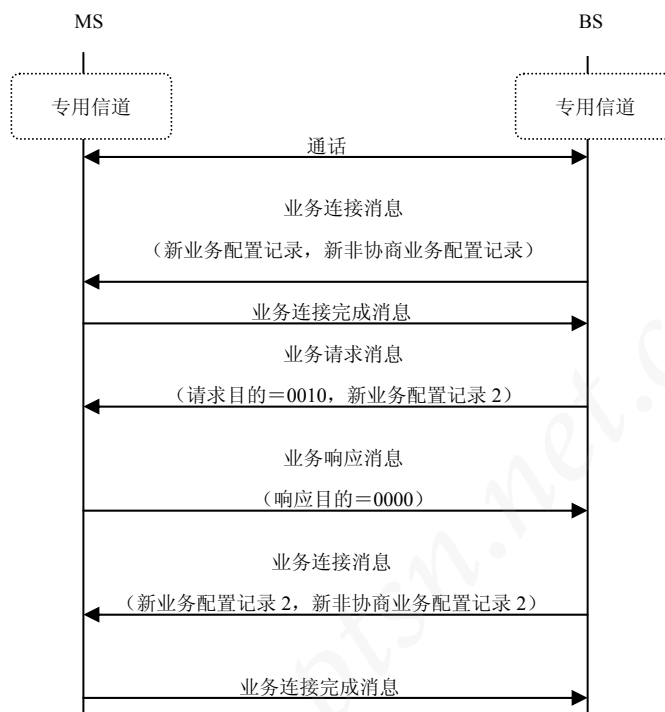 MS
BS
专用信道
专用信道
通话
业务连接消息
（新业务配置记录，新非协商业务配置记录）
业务连接完成消息
业务请求消息
（请求目的＝0010，新业务配置记录 2）
业务响应消息
（响应目的＝0000）
业务连接消息
（新业务配置记录 2，新非协商业务配置记录 2）
业务连接完成消息
ptsn.net.c